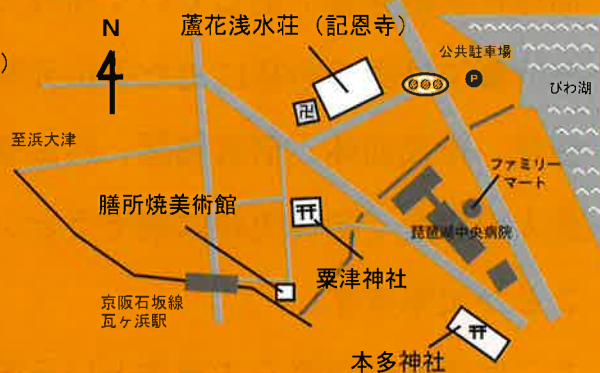 蘆花浅水荘（記恩寺）
N
）
公共駐車場
P
卍
びわ湖
至浜大津
ファミリー
マート
膳所焼美術館
琵琶湖中央病院
粟津神社
京阪石坂線
瓦ヶ浜駅
本多神社